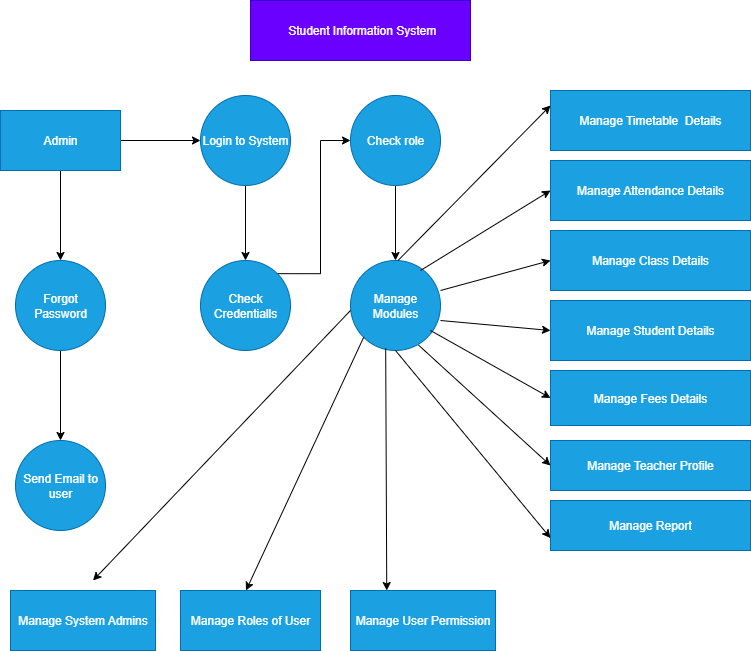 Student Information System
Admin
Login to System
Check role
Manage Timetable Details
Manage Attendance Details
Manage Class Details
Forgot
Password
Check
Credentialls
Manage
Modules
Manage Student Details
Manage Fees Details
Manage Teacher Profile
Send Email to
user
Manage Report
Manage System Admins
Manage Roles of User
Manage User Permission